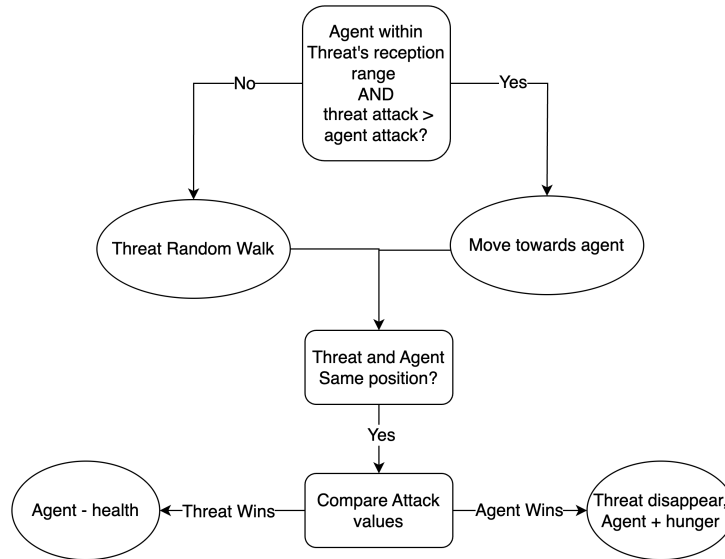 Agent within
Threat's reception
range
AND
threat attack >
agent attack?
No
Yes
Threat Random Walk
Move towards agent
Threat and Agent
Same position?
Yes
Agent - health
Threat Wins
Compare Attack
values
Agent Wins
Threat disappear,
Agent + hunger